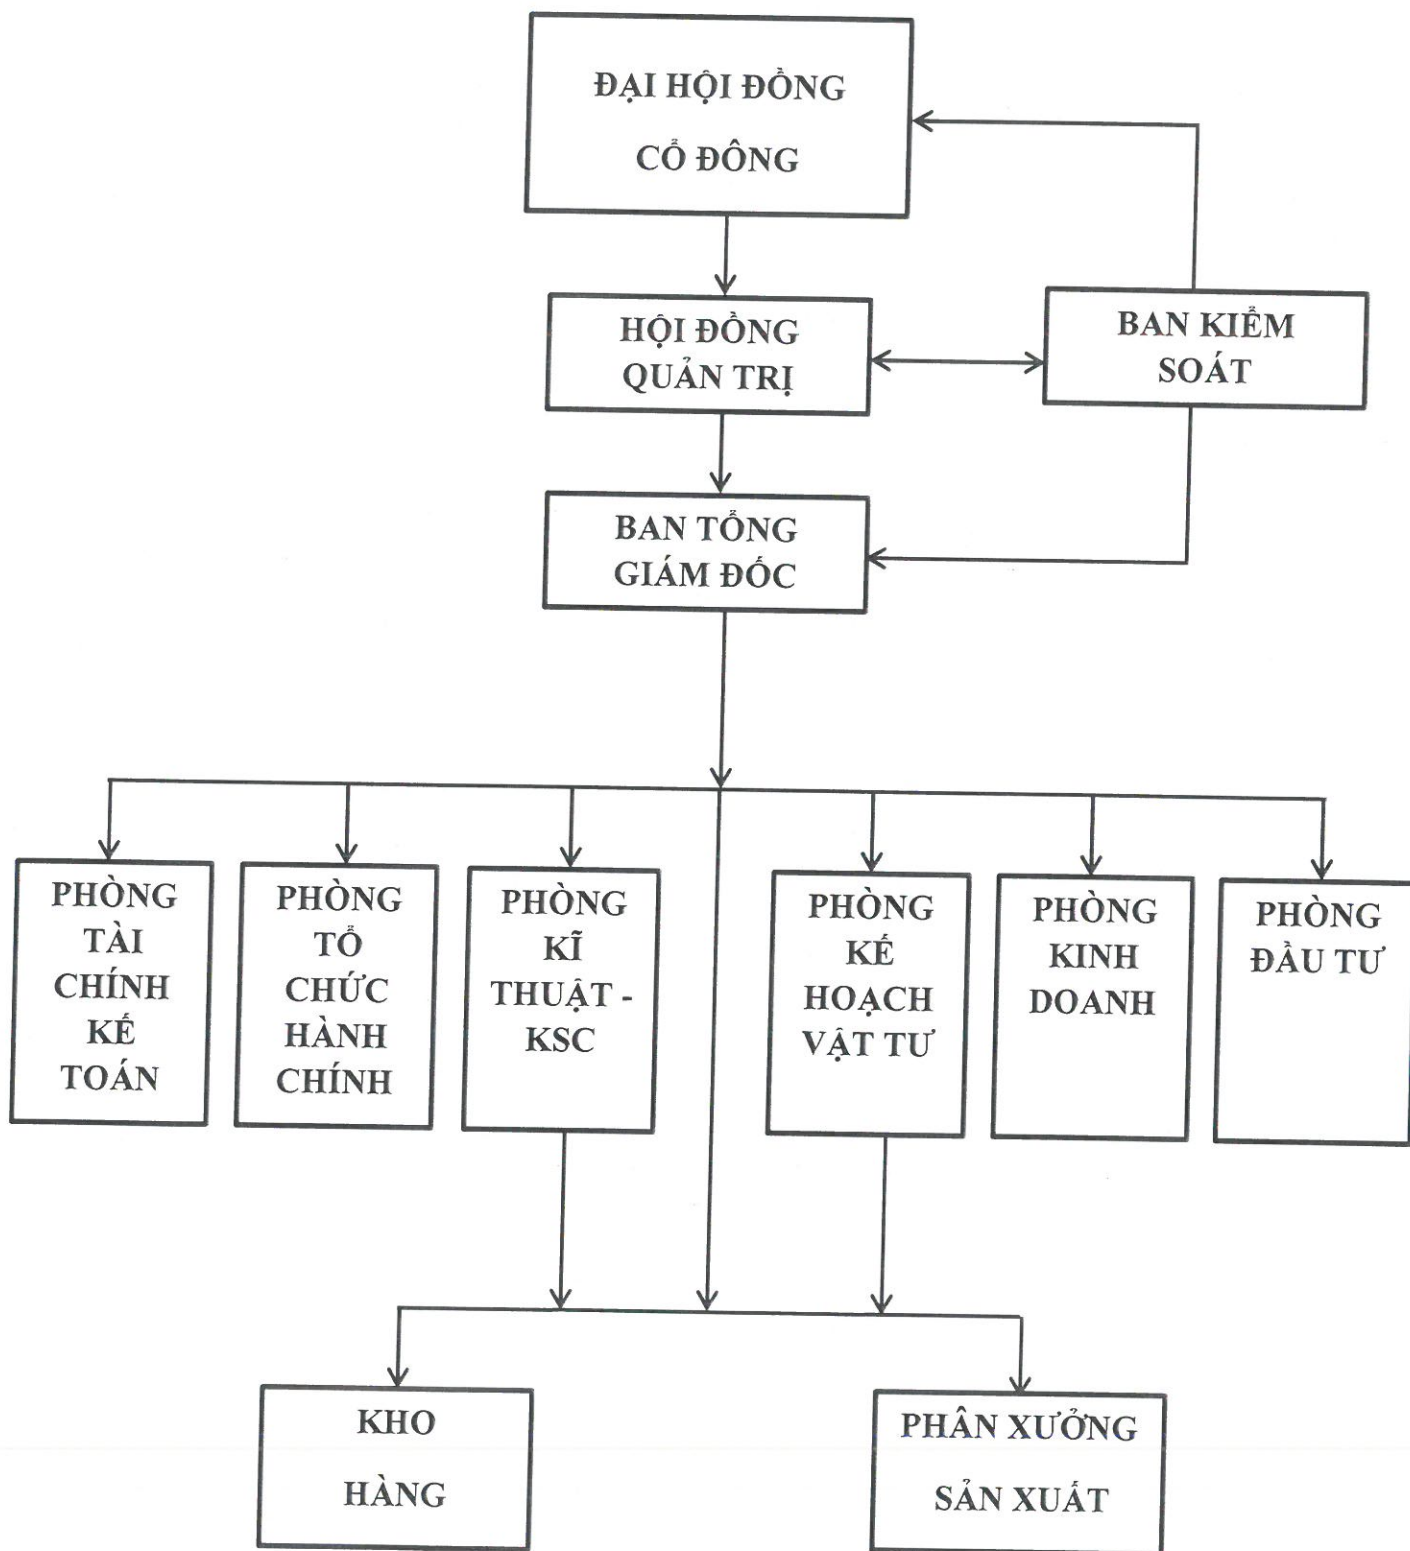 ĐẠI HỘI ĐỒNG
CỔ ĐÔNG
HỘI ĐỒNG
QUẢN TRỊ
BAN KIỂM
SOÁT
BAN TỔNG
GIÁM ĐỐC
PHÒNG
TÀI
CHÍNH
KẾ
TOÁN
PHÒNG
TỔ
CHỨC
HÀNH
CHÍNH
PHÒNG
KĨ
THUẬT -
KSC
PHÒNG
KẾ
HOẠCH
VẬT TƯ
PHÒNG
KINH
DOANH
PHÒNG
ĐẦU TƯ
KHO
HÀNG
PHÂN XƯỞNG
SẢN XUẤT